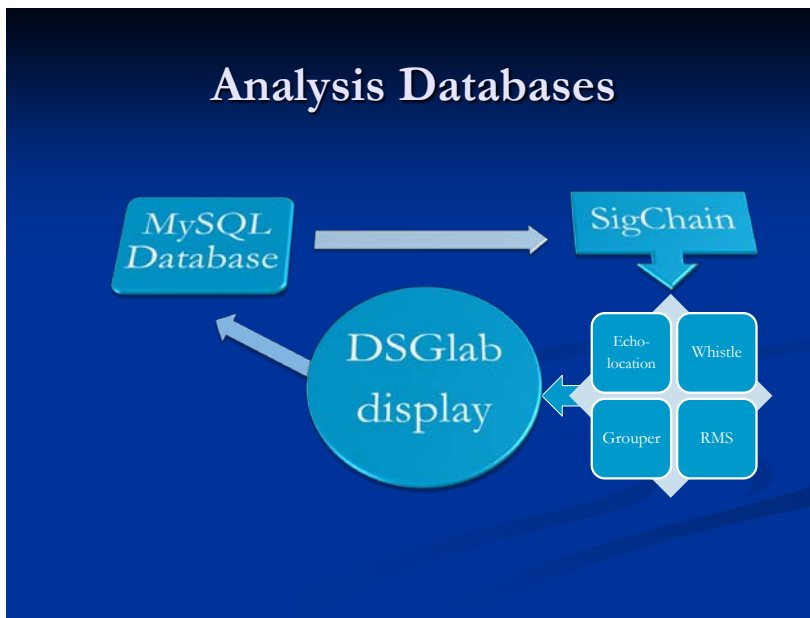 Analysis Databases
MySQL
Database
SigChain
DSGlab
display
Echo-
location
Whistle
Grouper
RMS